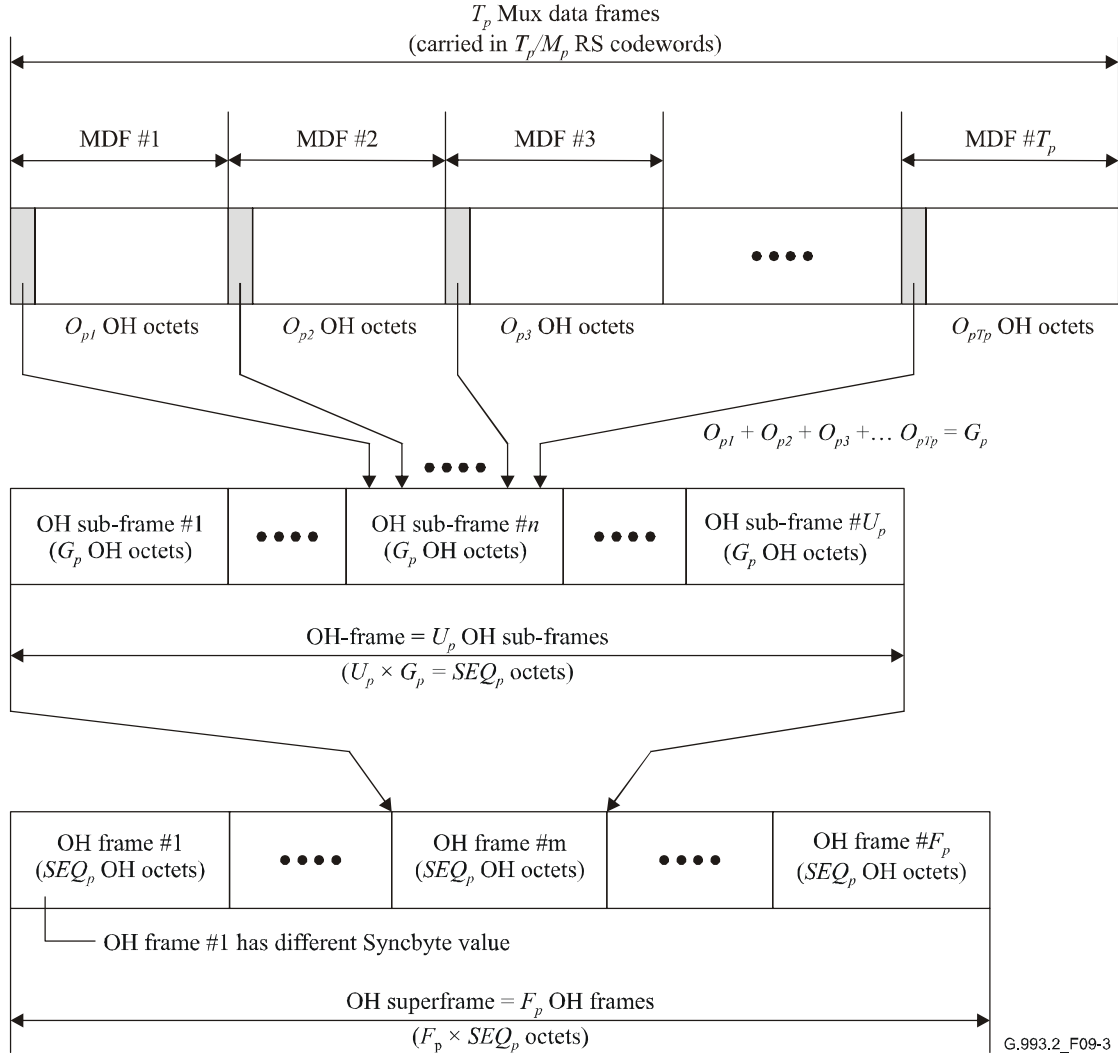 T_p Mux data frames
(carried in T_p/M_p RS codewords)
MDF #1
MDF #2
MDF #3
MDF #T_p
O_p1 OH octets
O_p2 OH octets
O_p3 OH octets
O_pTp OH octets
O_p1 + O_p2 + O_p3 +… O_pTp = G_p
OH sub-frame #1
(G_p OH octets)
OH sub-frame #n
(G_p OH octets)
OH sub-frame #U_p
(G_p OH octets)
OH-frame = U_p OH sub-frames
(U_p × G_p = SEQ_p octets)
OH frame #1
(SEQ_p OH octets)
OH frame #m
(SEQ_p OH octets)
OH frame #F_p
(SEQ_p OH octets)
OH frame #1 has different Syncbyte value
OH superframe = F_p OH frames
(F_p × SEQ_p octets)
G.993.2_F09-3